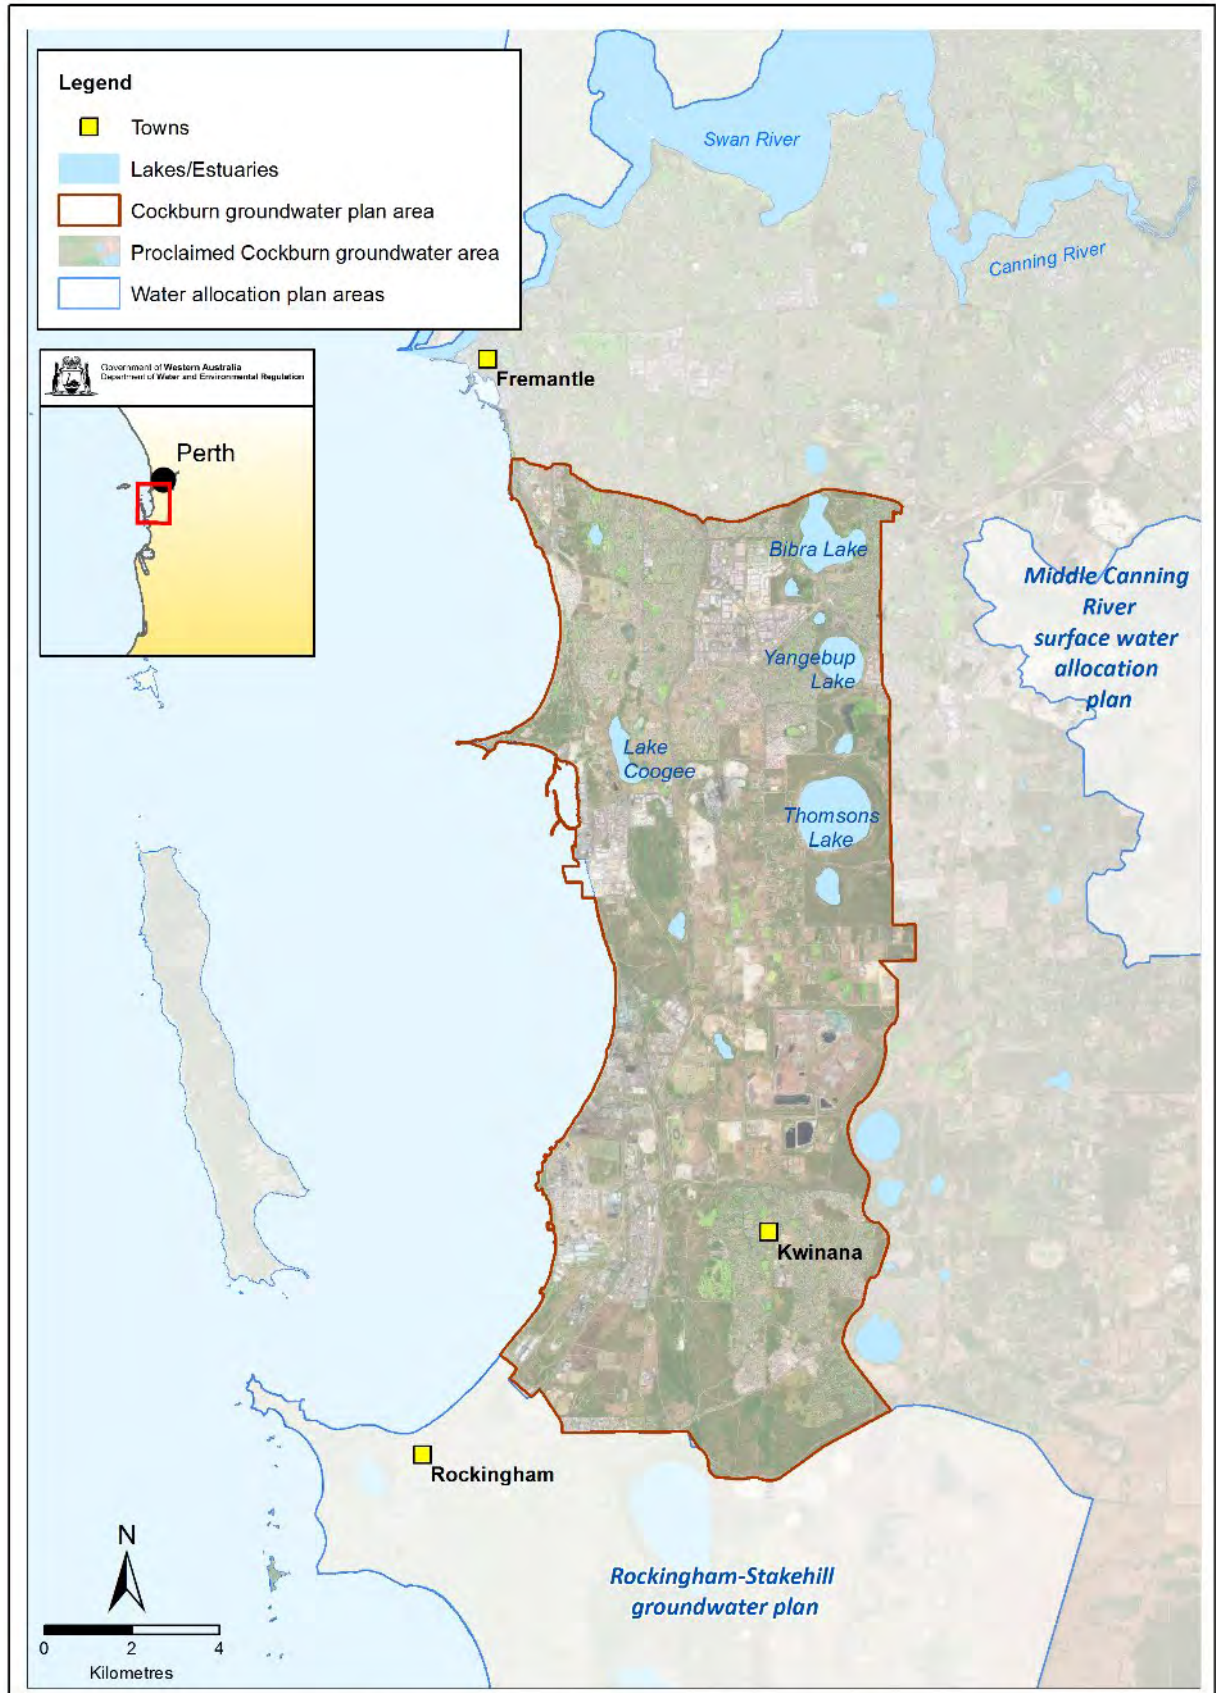 Legend
Towns
Lakes/Estuaries
Cockburn groundwater plan area
Proclaimed Cockburn groundwater area
Water allocation plan areas
Government of Western Australia
Department of Water and Environmental Regulation
Perth
Swan River
Canning River
Fremantle
Bibra Lake
Middle Canning
River
surface water
allocation
plan
Yangebup
Lake
Lake
Coogee
Thomsons
Lake
Kwinana
Rockingham
Rockingham-Stakehill
groundwater plan
N
0 2 4
Kilometres